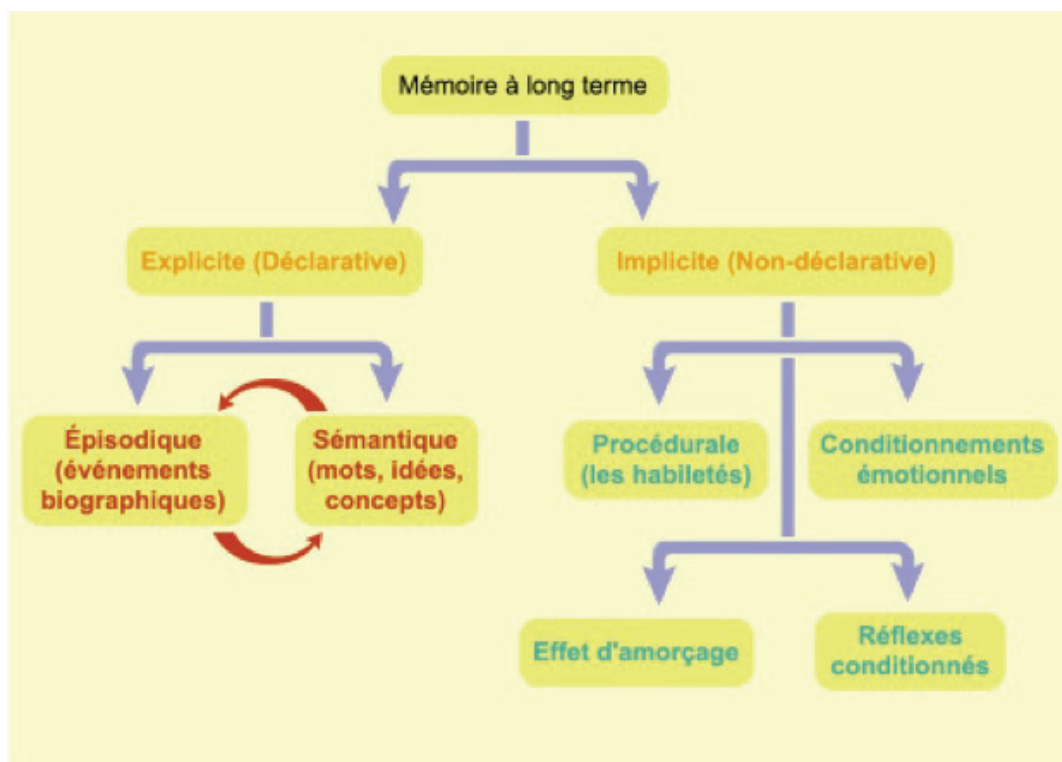 Mémoire à long terme
Explicite (Déclarative)
Implicite (Non-déclarative)
Épisodique
(événements
biographiques)
Sémantique
(mots, idées,
concepts)
Procédurale
(les habiletés)
Conditionnements
émotionnels
Effet d'amorçage
Réflexes
conditionnés